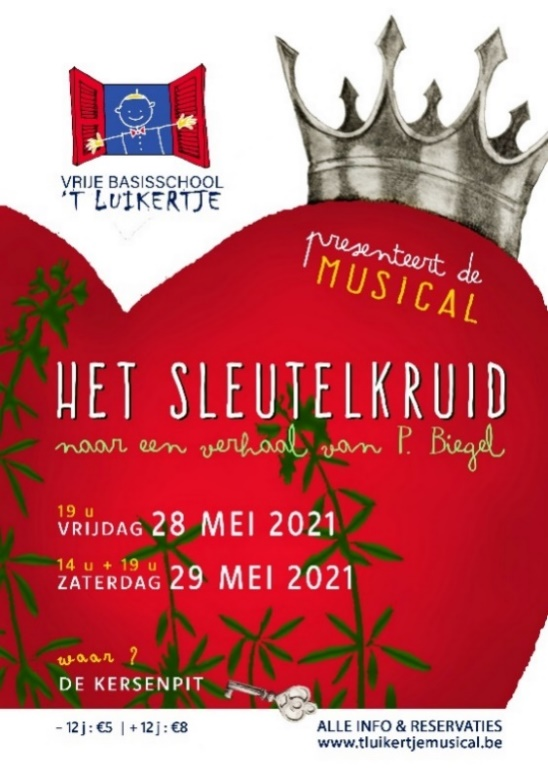 VRIJE BASISSCHOOL
'T LUIKERTJE
presenteert de
MUSICAL
HET SLEUTELKRUID
naar een verhaal van P. Biegel
19 u
VRIJDAG 28 MEI 2021
14 u + 19 u
ZATERDAG 29 MEI 2021
waar ?
DE KERSENPIT
- 12 j : €5 | + 12 j : €8
ALLE INFO & RESERVATIES
www.tluikertjemusical.be